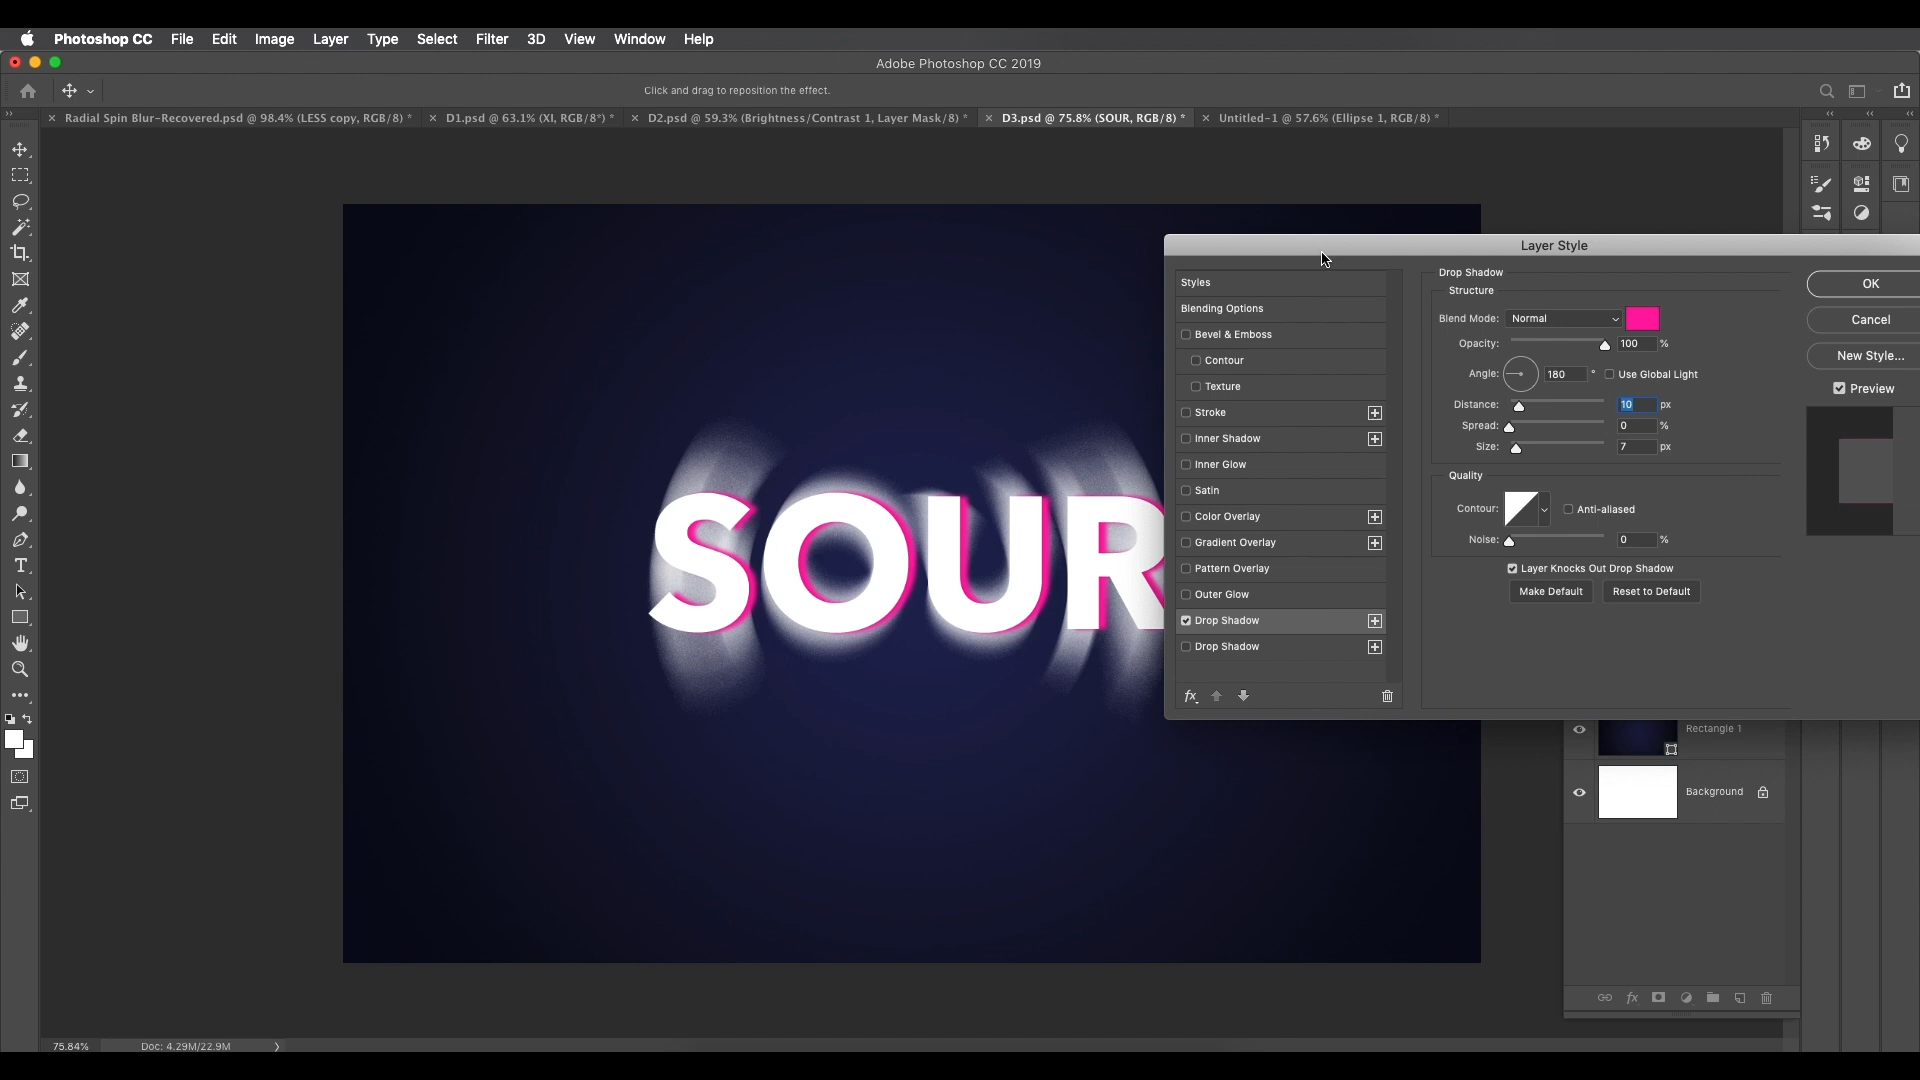 Photoshop CC File Edit Image Layer Type Select Filter 3D View Window Help
Adobe Photoshop CC 2019
Click and drag to reposition the effect.
Radial Spin Blur-Recovered.psd @ 98.4% (LESS copy, RGB/8) *
D1.psd @ 63.1% (XI, RGB/8*) *
D2.psd @ 59.3% (Brightness/Contrast 1, Layer Mask/8) *
D3.psd @ 75.8% (SOUR, RGB/8) *
Untitled-1 @ 57.6% (Ellipse 1, RGB/8) *
SOUR
Layer Style
Styles
Blending Options
Bevel & Emboss
Contour
Texture
Stroke
Inner Shadow
Inner Glow
Satin
Color Overlay
Gradient Overlay
Pattern Overlay
Outer Glow
Drop Shadow
Drop Shadow
fx
Drop Shadow
Structure
Blend Mode: Normal
Opacity: 100 %
Angle: 180 ° Use Global Light
Distance: 10 px
Spread: 0 %
Size: 7 px
Quality
Contour: Anti-aliased
Noise: 0 %
Layer Knocks Out Drop Shadow
Make Default Reset to Default
OK
Cancel
New Style...
Preview
Rectangle 1
Background
fx
75.84% Doc: 4.29M/22.9M